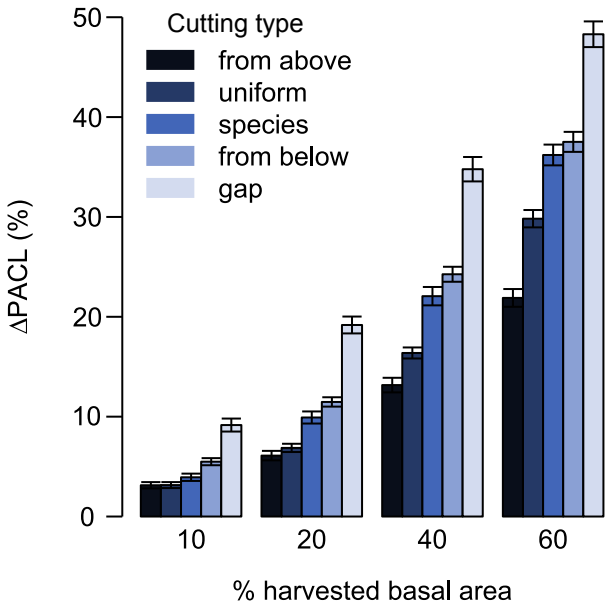 Cutting type
from above
uniform
species
from below
gap
ΔPACL (%)
50
40
30
20
10
0
10 20 40 60
% harvested basal area